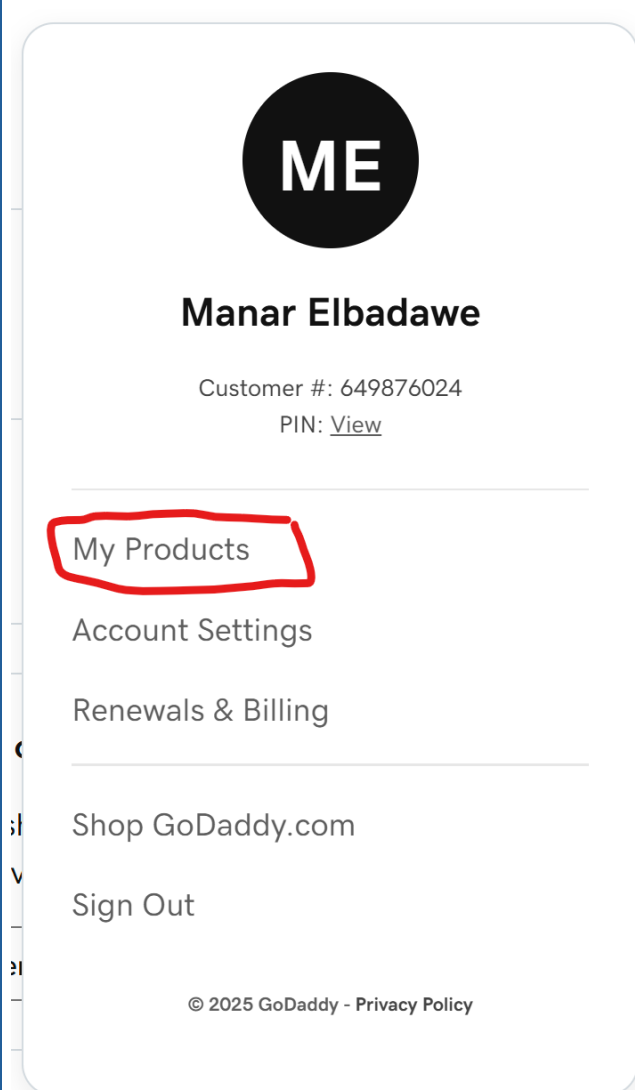 ME
Manar Elbadawe
Customer #: 649876024
PIN: View
My Products
Account Settings
Renewals & Billing
Shop GoDaddy.com
Sign Out
© 2025 GoDaddy - Privacy Policy